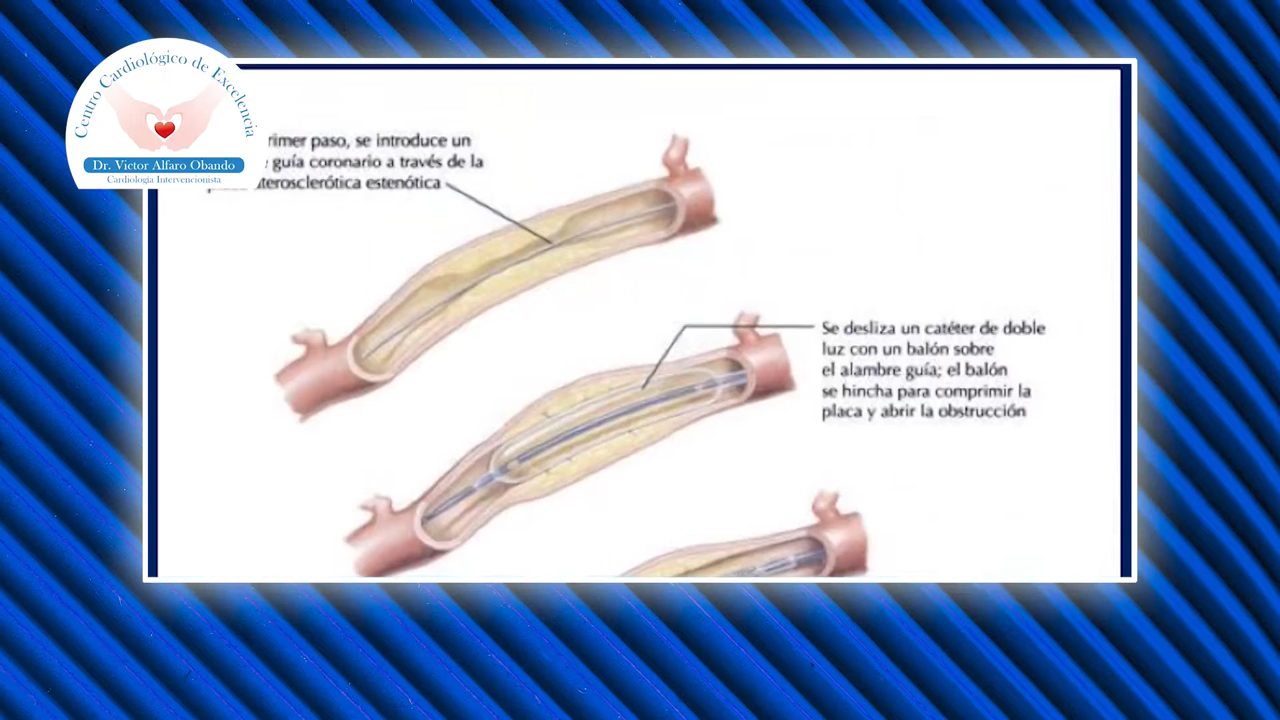 Centro Cardiológico de Excelencia
Dr. Victor Alfaro Obando
Cardiología Intervencionista
rimer paso, se introduce un
guía coronario a través de la
terosclerótica estenótica
Se desliza un catéter de doble
luz con un balón sobre
el alambre guía; el balón
se hincha para comprimir la
placa y abrir la obstrucción